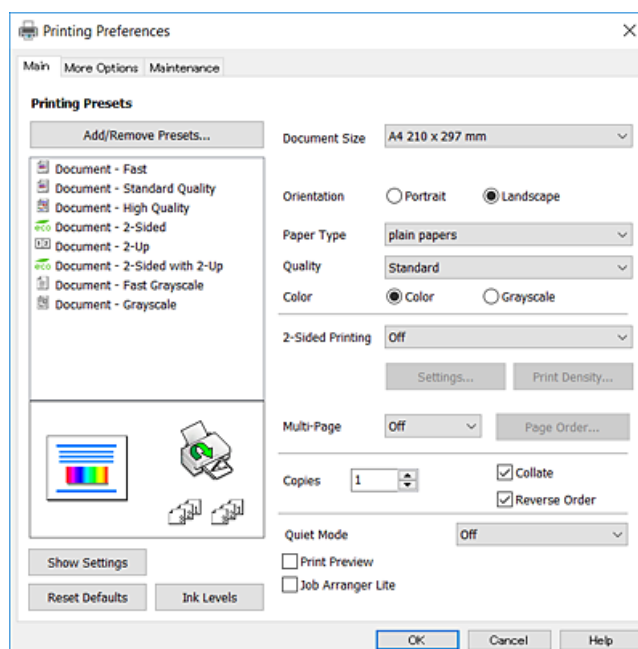 Printing Preferences
Main More Options Maintenance
Printing Presets
Add/Remove Presets...
Document - Fast
Document - Standard Quality
Document - High Quality
eco Document - 2-Sided
Document - 2-Up
eco Document - 2-Sided with 2-Up
Document - Fast Grayscale
Document - Grayscale
Show Settings
Reset Defaults Ink Levels
Document Size A4 210 x 297 mm
Orientation Portrait Landscape
Paper Type plain papers
Quality Standard
Color Color Grayscale
2-Sided Printing Off
Settings... Print Density...
Multi-Page Off Page Order...
Copies 1 Collate
Reverse Order
Quiet Mode Off
Print Preview
Job Arranger Lite
OK Cancel Help